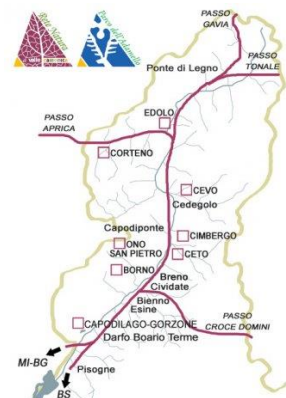 PASSO
GAVIA
PASSO
TONALE
Ponte di Legno
EDOLO
PASSO
APRICA
CORTENO
CEVO
Cedegolo
Capodiponte
ONO
SAN PIETRO
CIMBERGO
CETO
BORNO
Breno
Cividate
Bienno
Esine
CAPODILAGO-GORZONE
Darfo Boario Terme
PASSO
CROCE DOMINI
MI-BG
Pisogne
BS